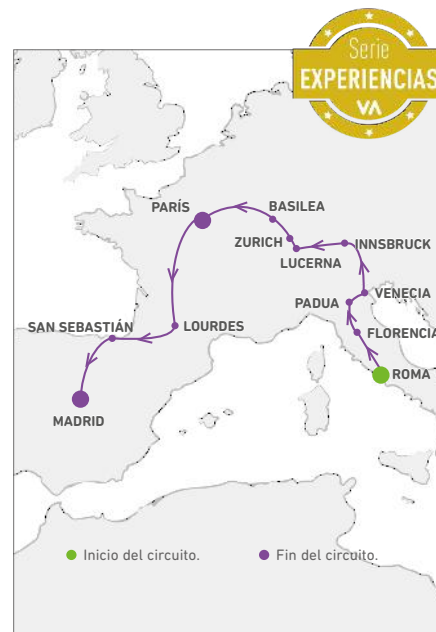 Serie
EXPERIENCIAS
VA
PARÍS
BASILEA
ZURICH
INNSBRUCK
LUCERNA
VENECIA
PADUA
SAN SEBASTIÁN
LOURDES
FLORENCIA
ROMA
MADRID
Inicio del circuito.
Fin del circuito.